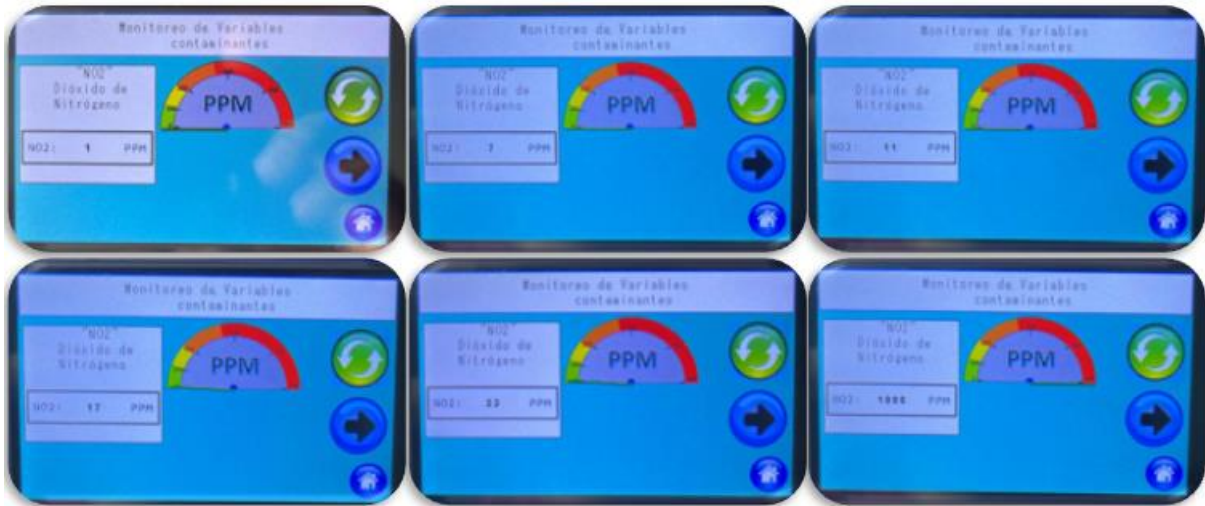 Monitoreo de Variables
contaminantes
"NO2"
Dióxido de
Nitrógeno
PPM
NO2: 1 PPM
Monitoreo de Variables
contaminantes
"NO2"
Dióxido de
Nitrógeno
PPM
NO2: 7 PPM
Monitoreo de Variables
contaminantes
"NO2"
Dióxido de
Nitrógeno
PPM
NO2: 11 PPM
Monitoreo de Variables
contaminantes
"NO2"
Dióxido de
Nitrógeno
PPM
NO2: 17 PPM
Monitoreo de Variables
contaminantes
"NO2"
Dióxido de
Nitrógeno
PPM
NO2: PPM
Monitoreo de Variables
contaminantes
"NO2"
Dióxido de
Nitrógeno
PPM
NO2: PPM